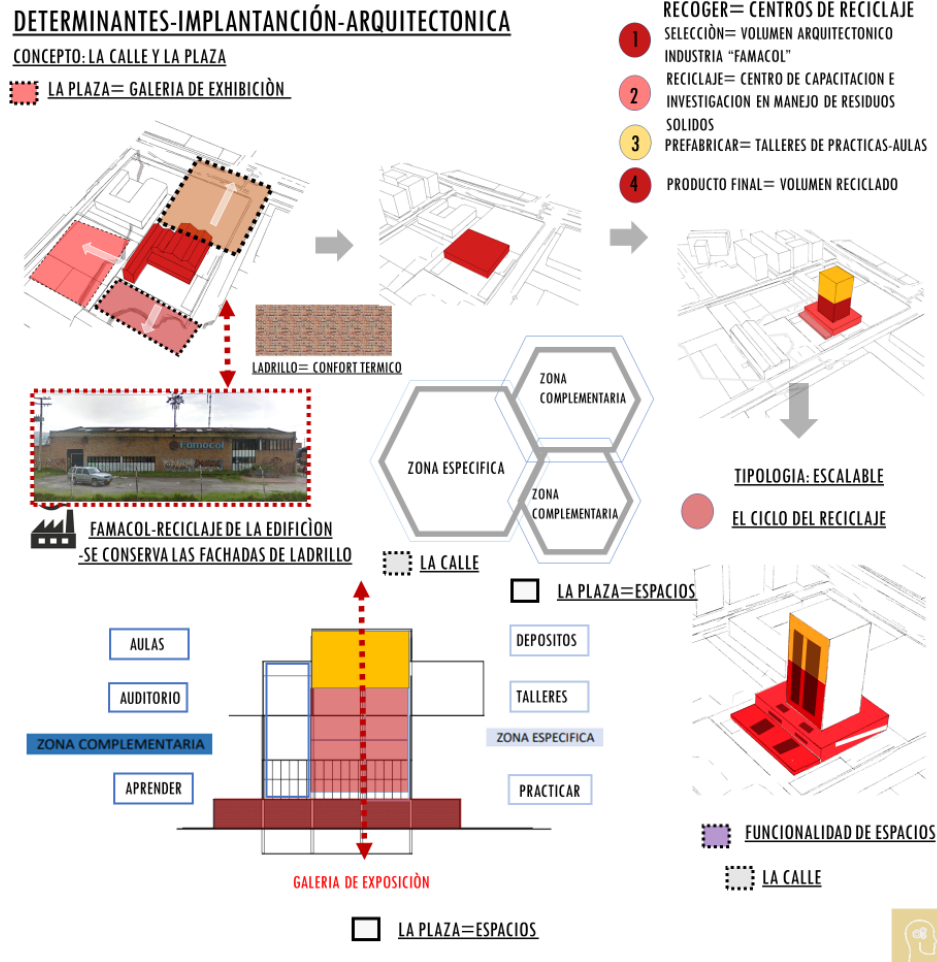 DETERMINANTES-IMPLANTANCIÓN-ARQUITECTONICA
CONCEPTO: LA CALLE Y LA PLAZA
LA PLAZA= GALERIA DE EXHIBICIÒN
RECOGER= CENTROS DE RECICLAJE
1
SELECCIÒN= VOLUMEN ARQUITECTONICO
INDUSTRIA "FAMACOL"
2
RECICLAJE= CENTRO DE CAPACITACION E
INVESTIGACION EN MANEJO DE RESIDUOS
SOLIDOS
3
PREFABRICAR= TALLERES DE PRACTICAS-AULAS
4
PRODUCTO FINAL= VOLUMEN RECICLADO
LADRILLO= CONFORT TERMICO
Famacol
FAMACOL-RECICLAJE DE LA EDIFICÌON
-SE CONSERVA LAS FACHADAS DE LADRILLO
ZONA ESPECIFICA
ZONA
COMPLEMENTARIA
ZONA
COMPLEMENTARIA
LA CALLE
LA PLAZA=ESPACIOS
TIPOLOGIA: ESCALABLE
EL CICLO DEL RECICLAJE
AULAS
AUDITORIO
ZONA COMPLEMENTARIA
APRENDER
DEPOSITOS
TALLERES
ZONA ESPECIFICA
PRACTICAR
GALERIA DE EXPOSICIÒN
LA PLAZA=ESPACIOS
FUNCIONALIDAD DE ESPACIOS
LA CALLE